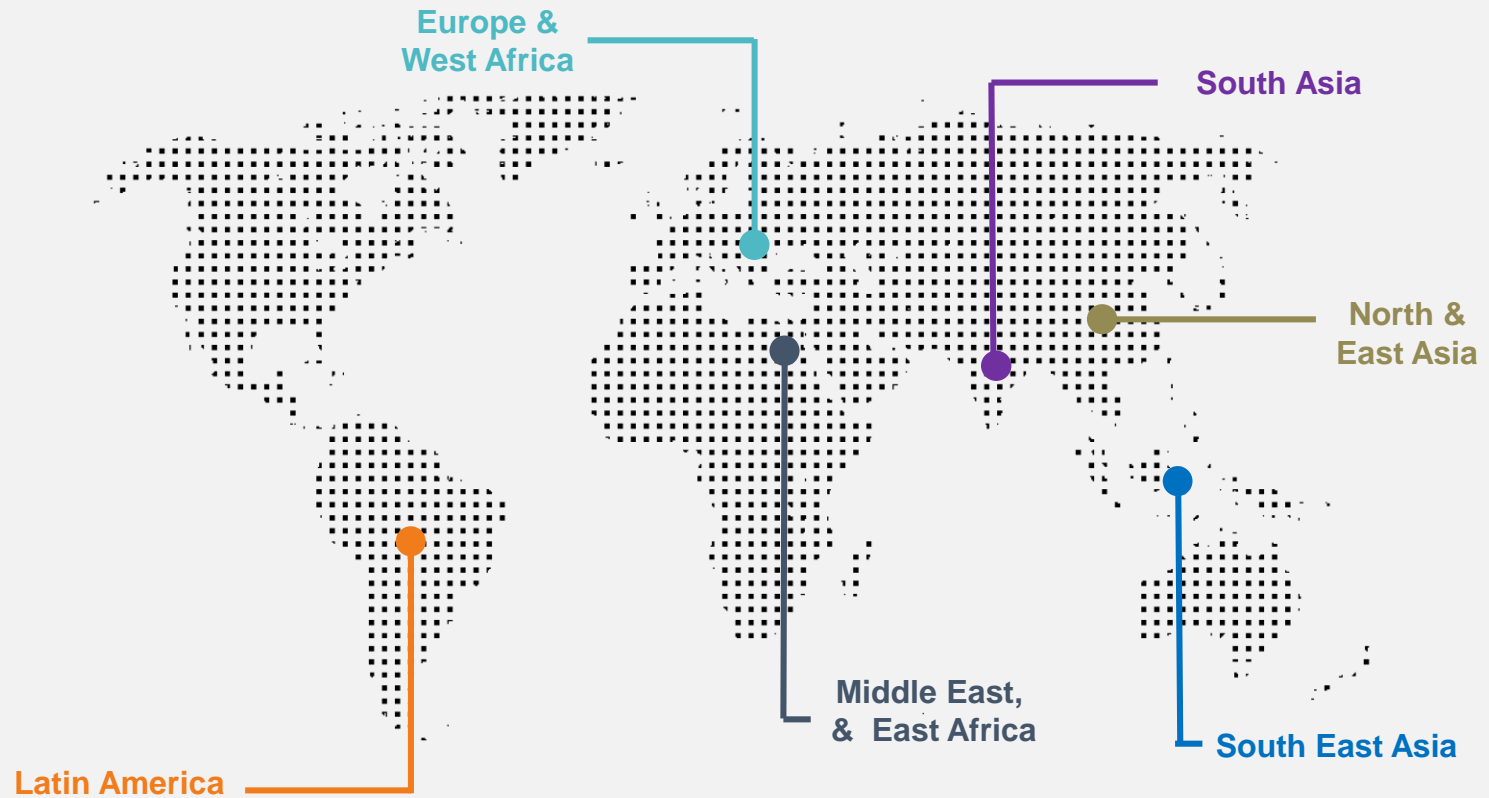 Europe &
West Africa
South Asia
North &
East Asia
Middle East,
& East Africa
South East Asia
Latin America